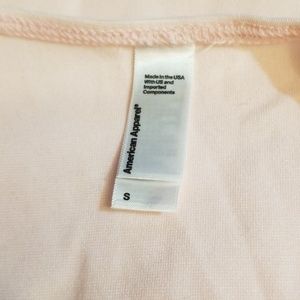 Made in the USA
With US and
Imported
Components
American Apparel®
S